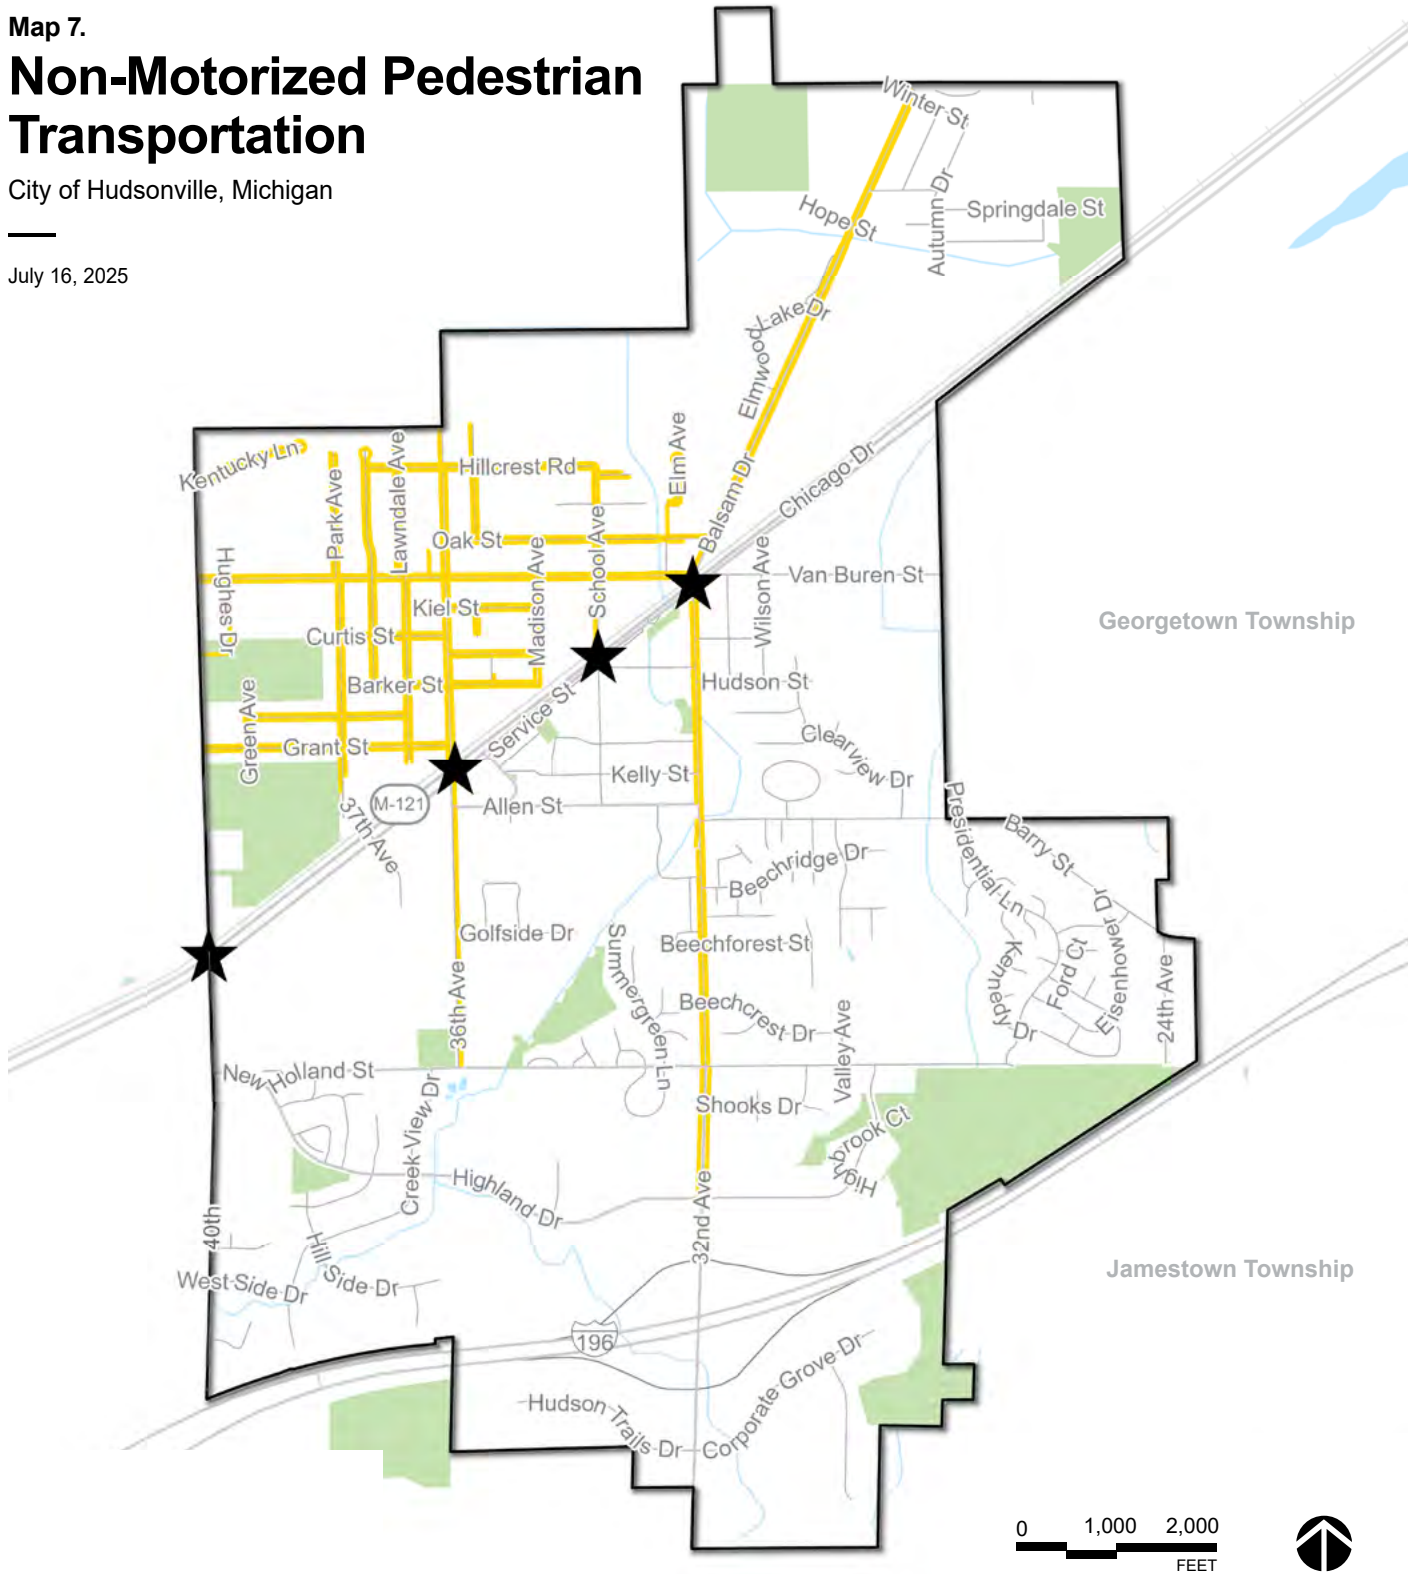 Map 7.
Non-Motorized Pedestrian
Transportation
City of Hudsonville, Michigan
July 16, 2025
Winter St
Hope St
Autumn Dr
Springdale St
Lake Dr
Elmwood
Balsam Dr
Chicago Dr
Kentucky Ln
Park Ave
Lawndale Ave
Hillcrest Rd
Elm Ave
Oak St
School Ave
Madison Ave
Hughes Dr
Wilson Ave
Van Buren St
Kiel St
Curtis St
Georgetown Township
Barker St
Hudson St
Green Ave
Grant St
Service St
Clearview Dr
Kelly St
M-121
Allen St
37th Ave
Presidential Ln
Barry St
Beechridge Dr
Golfside Dr
Summergreen Ln
Beechforest St
Kennedy Dr
Ford Ct
Eisenhower Dr
24th Ave
36th Ave
Beechcrest Dr
Valley Ave
New Holland St
Creek View Dr
Shooks Dr
Highbrook Ct
Highland Dr
32nd Ave
40th
Hill Side Dr
West Side Dr
Jamestown Township
196
Corporate Grove Dr
Hudson Trails Dr
0 1,000 2,000
FEET